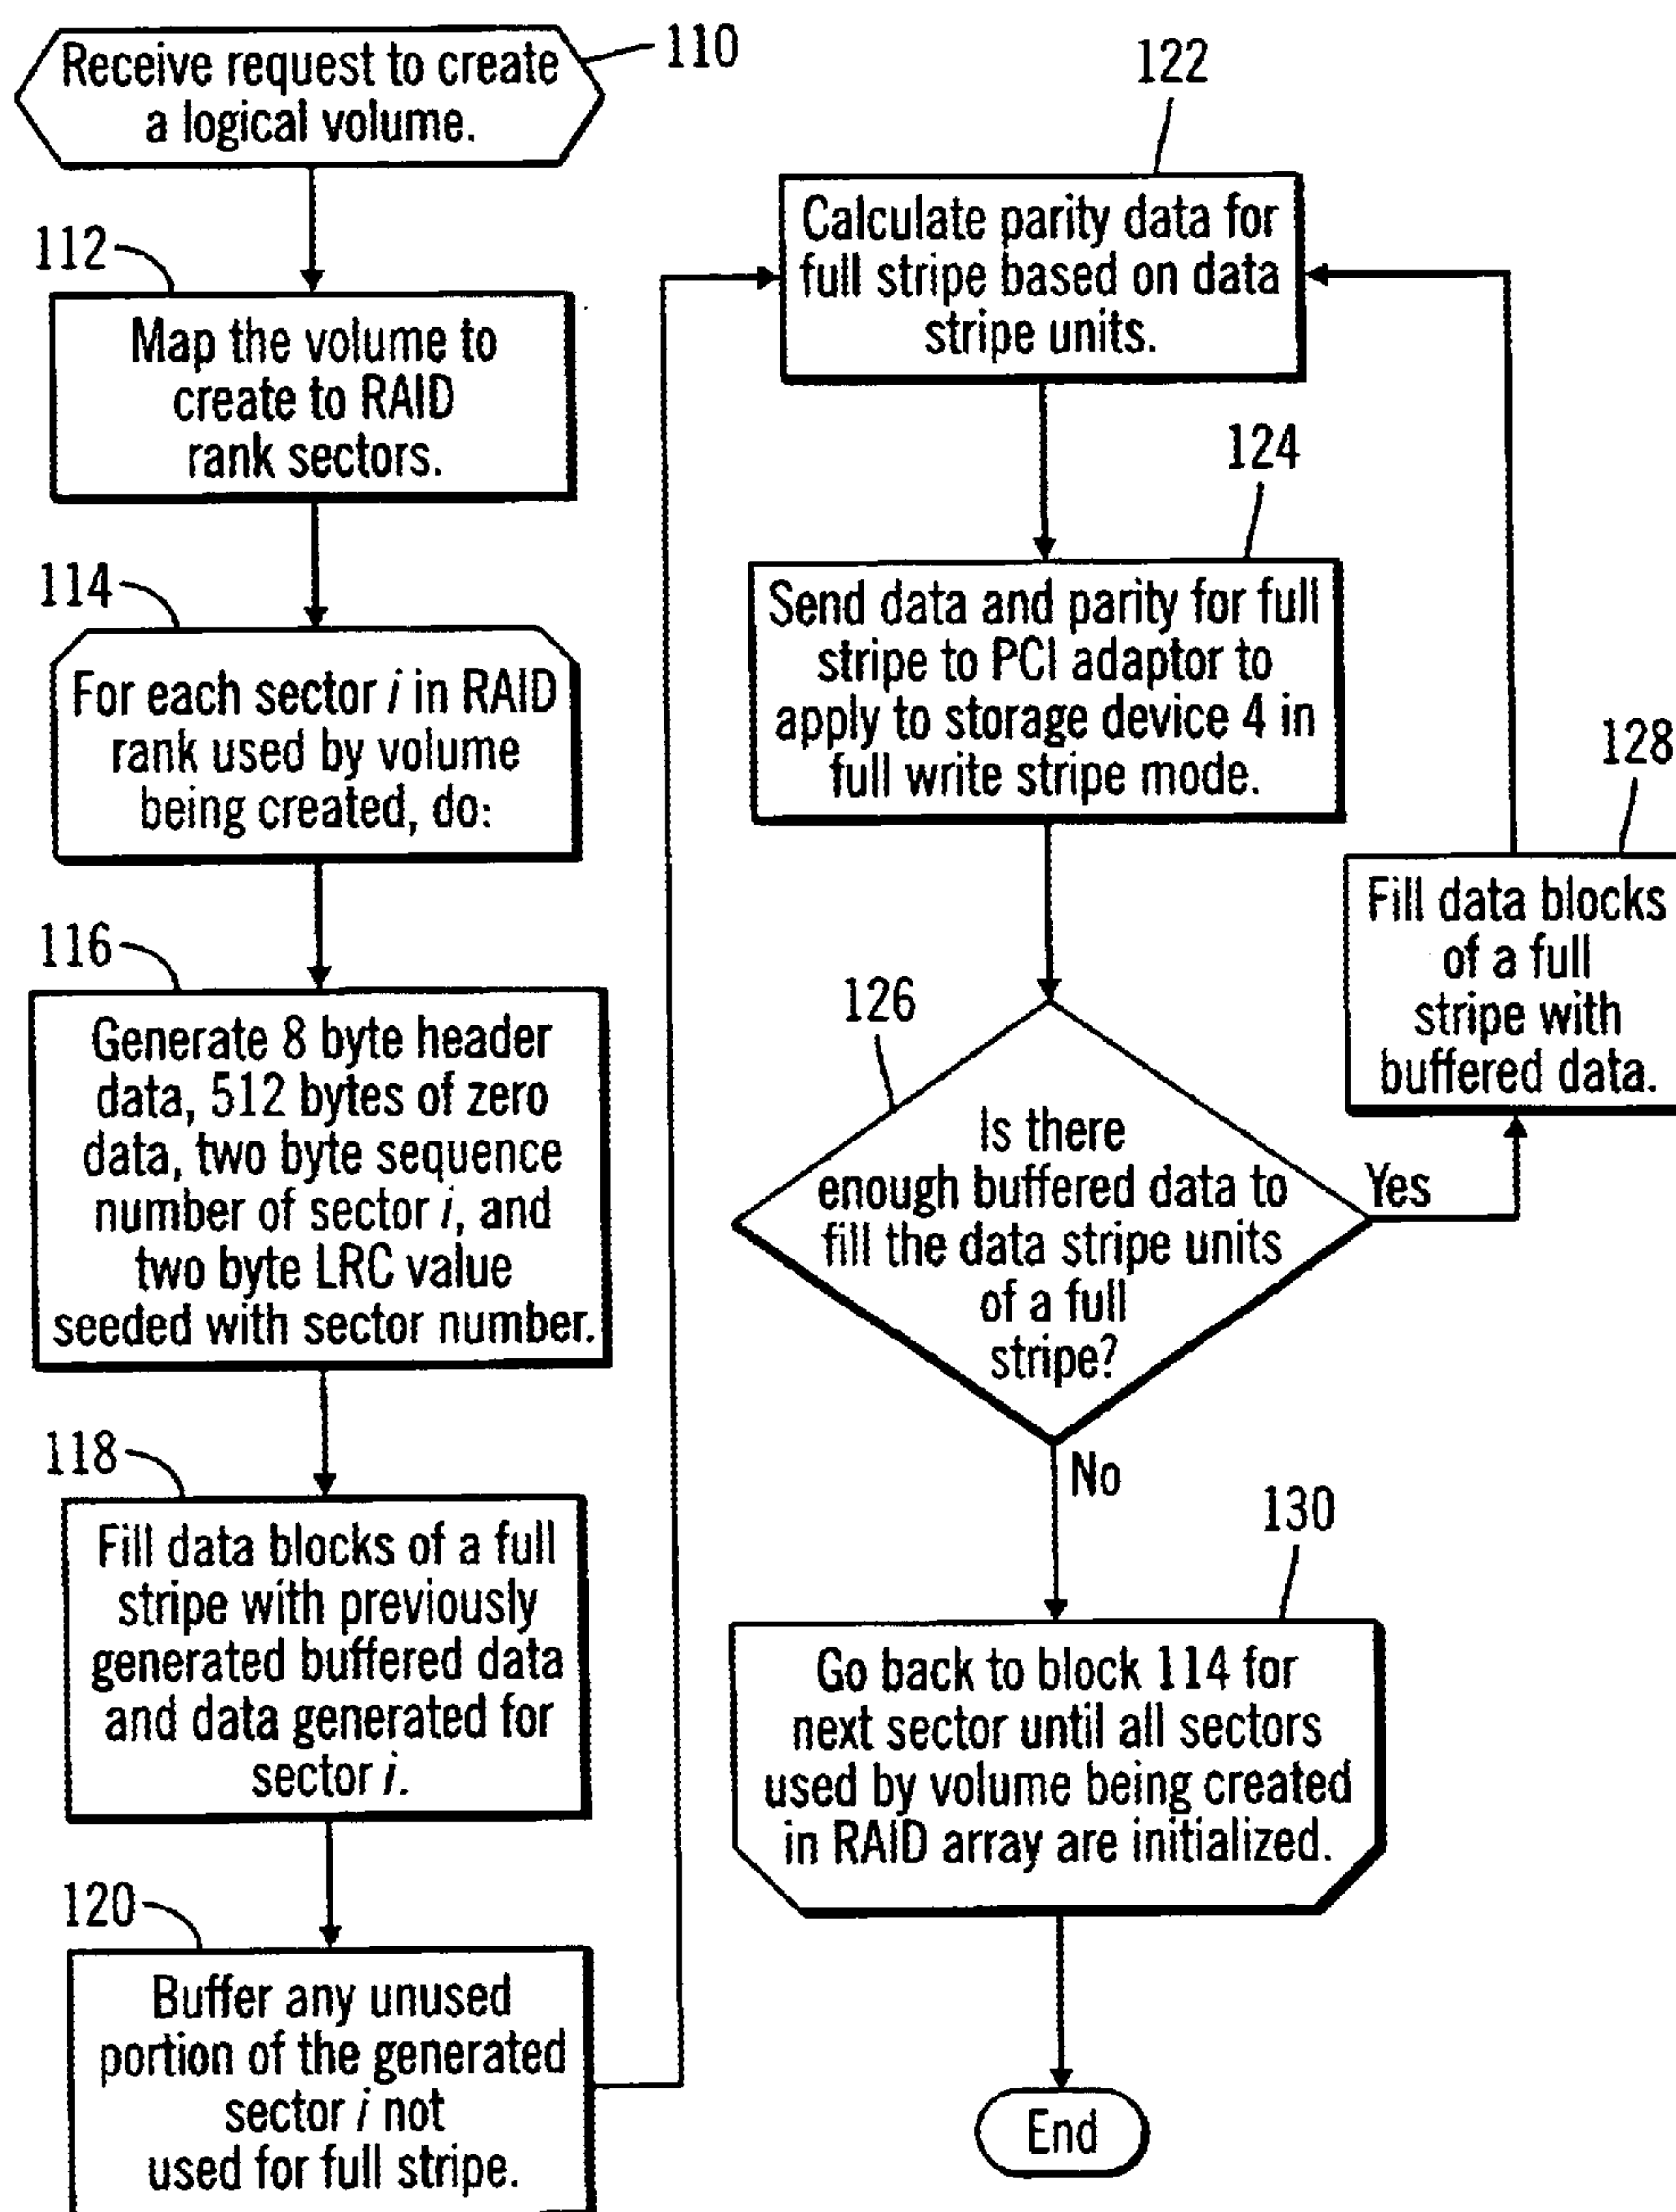 110
Receive request to create
a logical volume.
112
Map the volume to
create to RAID
rank sectors.
114
For each sector i in RAID
rank used by volume
being created, do:
116
Generate 8 byte header
data, 512 bytes of zero
data, two byte sequence
number of sector i, and
two byte LRC value
seeded with sector number.
118
Fill data blocks of a full
stripe with previously
generated buffered data
and data generated for
sector i.
120
Buffer any unused
portion of the generated
sector i not
used for full stripe.
122
Calculate parity data for
full stripe based on data
stripe units.
124
Send data and parity for full
stripe to PCI adaptor to
apply to storage device 4 in
full write stripe mode.
126
Is there
enough buffered data to
fill the data stripe units
of a full
stripe?
Yes
128
Fill data blocks
of a full
stripe with
buffered data.
No
130
Go back to block 114 for
next sector until all sectors
used by volume being created
in RAID array are initialized.
End